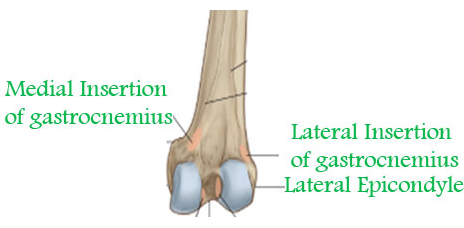 Medial Insertion
of gastrocnemius
Lateral Insertion
of gastrocnemius
Lateral Epicondyle